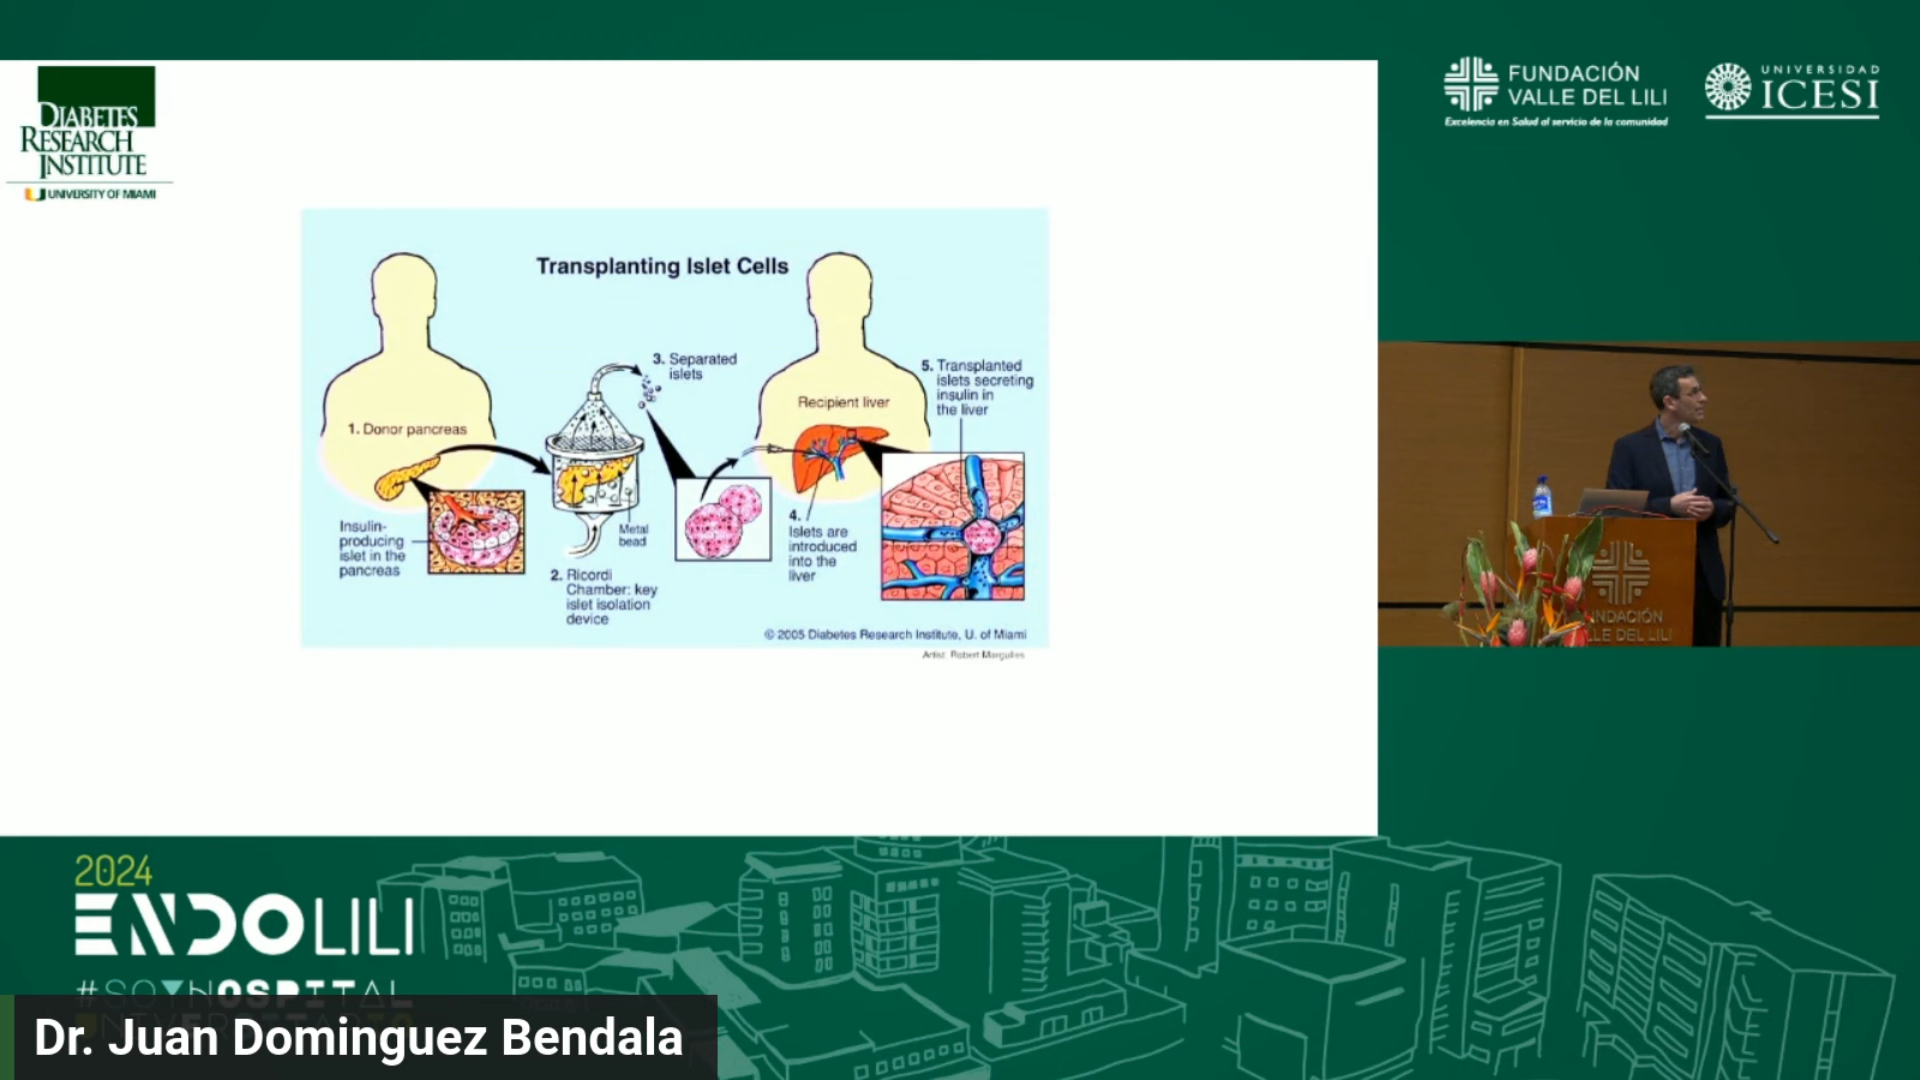 DIABETES
RESEARCH
INSTITUTE
UNIVERSITY OF MIAMI
FUNDACIÓN
VALLE DEL LILI
Excelencia en Salud al servicio de la comunidad
UNIVERSIDAD
ICESI
Transplanting Islet Cells
1. Donor pancreas
Insulin-
producing
islet in the
pancreas
2. Ricordi
Chamber: key
islet isolation
device
Metal
bead
3. Separated
islets
Recipient liver
4.
Islets are
introduced
into the
liver
5. Transplanted
islets secreting
insulin in
the liver
© 2005 Diabetes Research Institute, U. of Miami
Artist: Robert Margulies
NDACIÓN
LLE DEL LILI
2024
ENDOLILI
#SOYHOSPITAL
Dr. Juan Dominguez Bendala